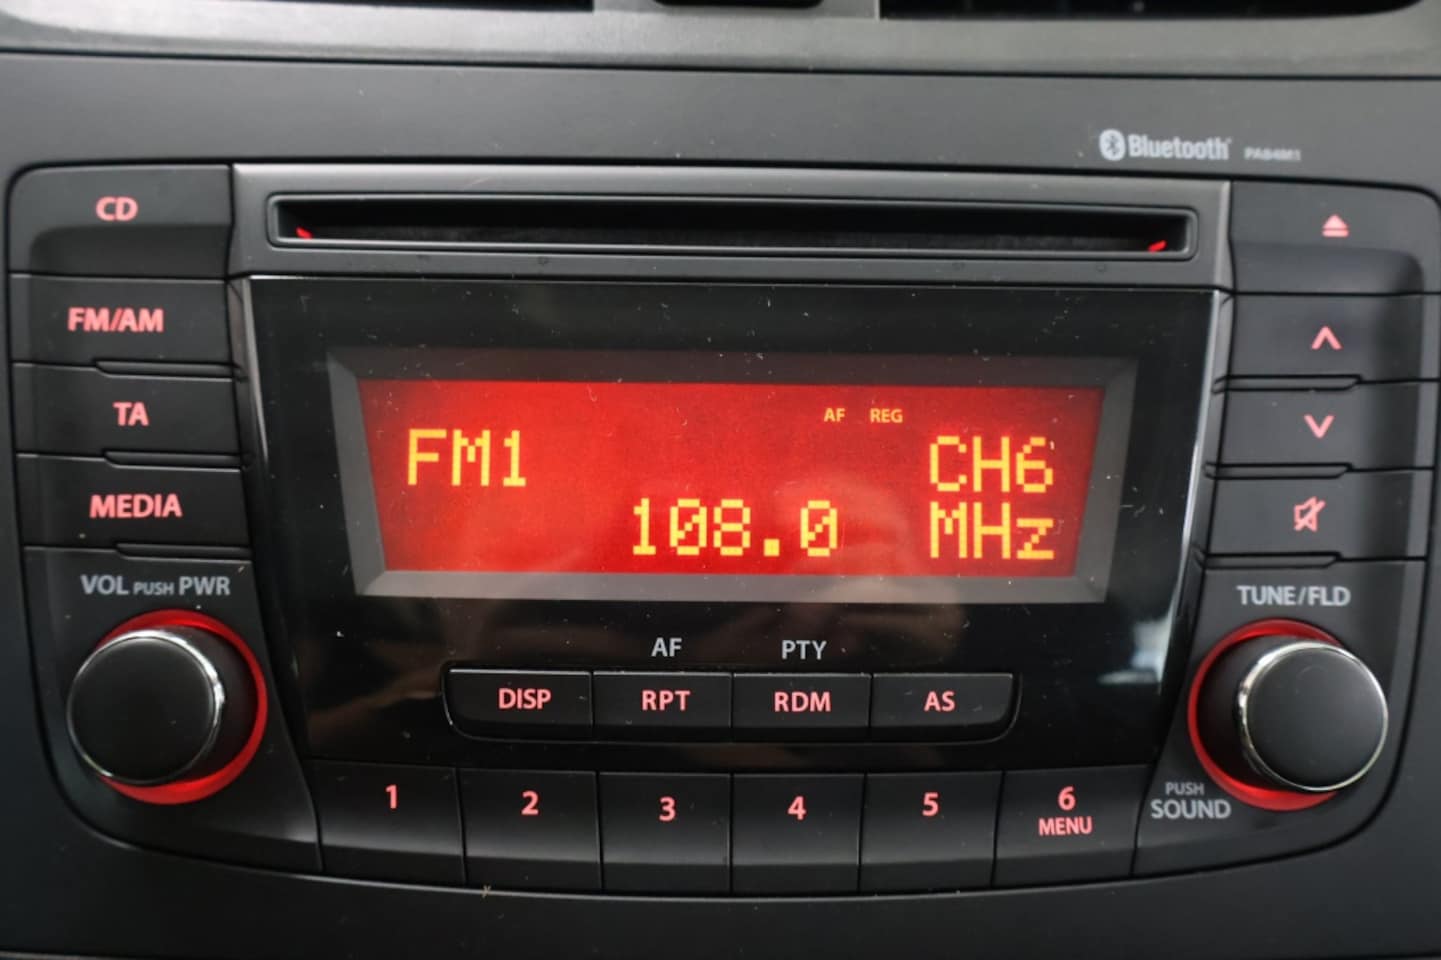 Bluetooth
CD
FM/AM
TA
MEDIA
VOL PUSH PWR
AF REG
FM1 CH6
108.0 MHz
TUNE/FLD
AF PTY
DISP RPT RDM AS
1 2 3 4 5 6
MENU
PUSH
SOUND